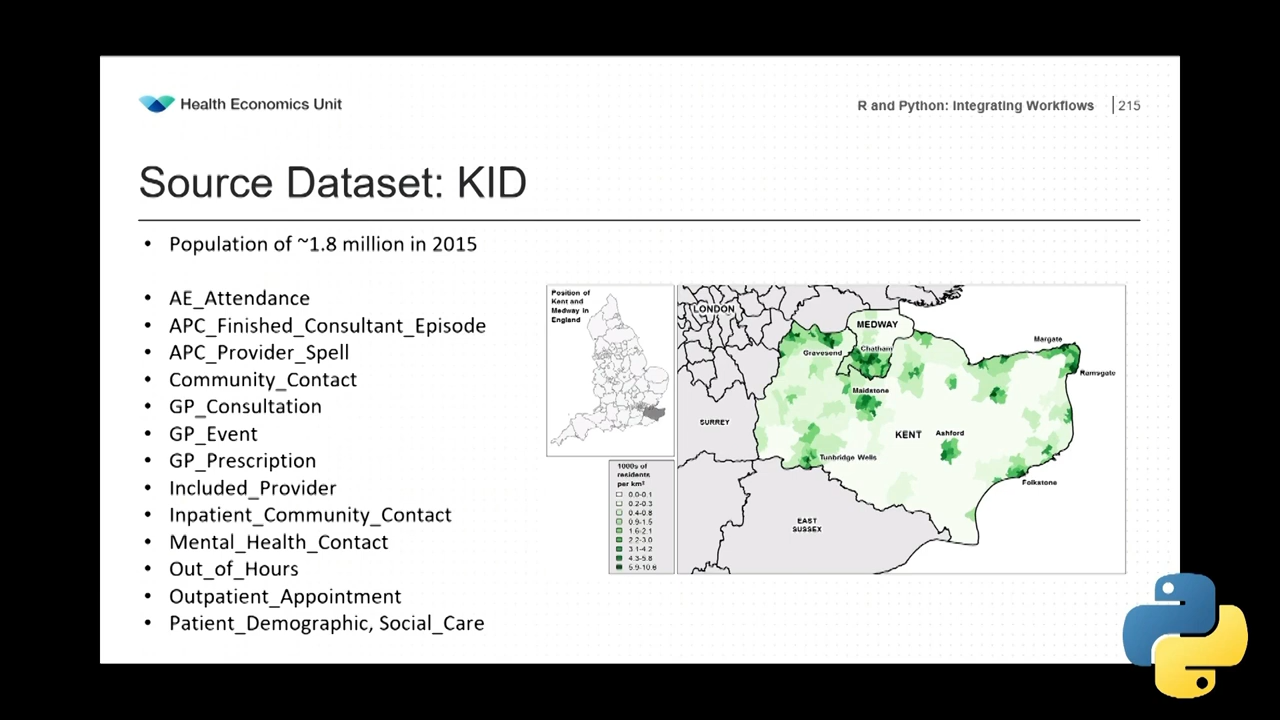 Health Economics Unit
R and Python: Integrating Workflows
215
Source Dataset: KID
• Population of ~1.8 million in 2015
• AE_Attendance
• APC_Finished_Consultant_Episode
• APC_Provider_Spell
• Community_Contact
• GP_Consultation
• GP_Event
• GP_Prescription
• Included_Provider
• Inpatient_Community_Contact
• Mental_Health_Contact
• Out_of_Hours
• Outpatient_Appointment
• Patient_Demographic, Social_Care
Position of
Kent and
Medway in
England
LONDON
MEDWAY
Gravesend
Chatham
Margate
Ramsgate
Maidstone
SURREY
KENT
Ashford
Tunbridge Wells
Folkstone
EAST
SUSSEX
1000s of
residents
per km²
0.0-0.1
0.2-0.3
0.4-0.8
0.9-1.5
1.6-2.1
2.2-3.0
3.1-4.2
4.3-5.8
5.9-10.6